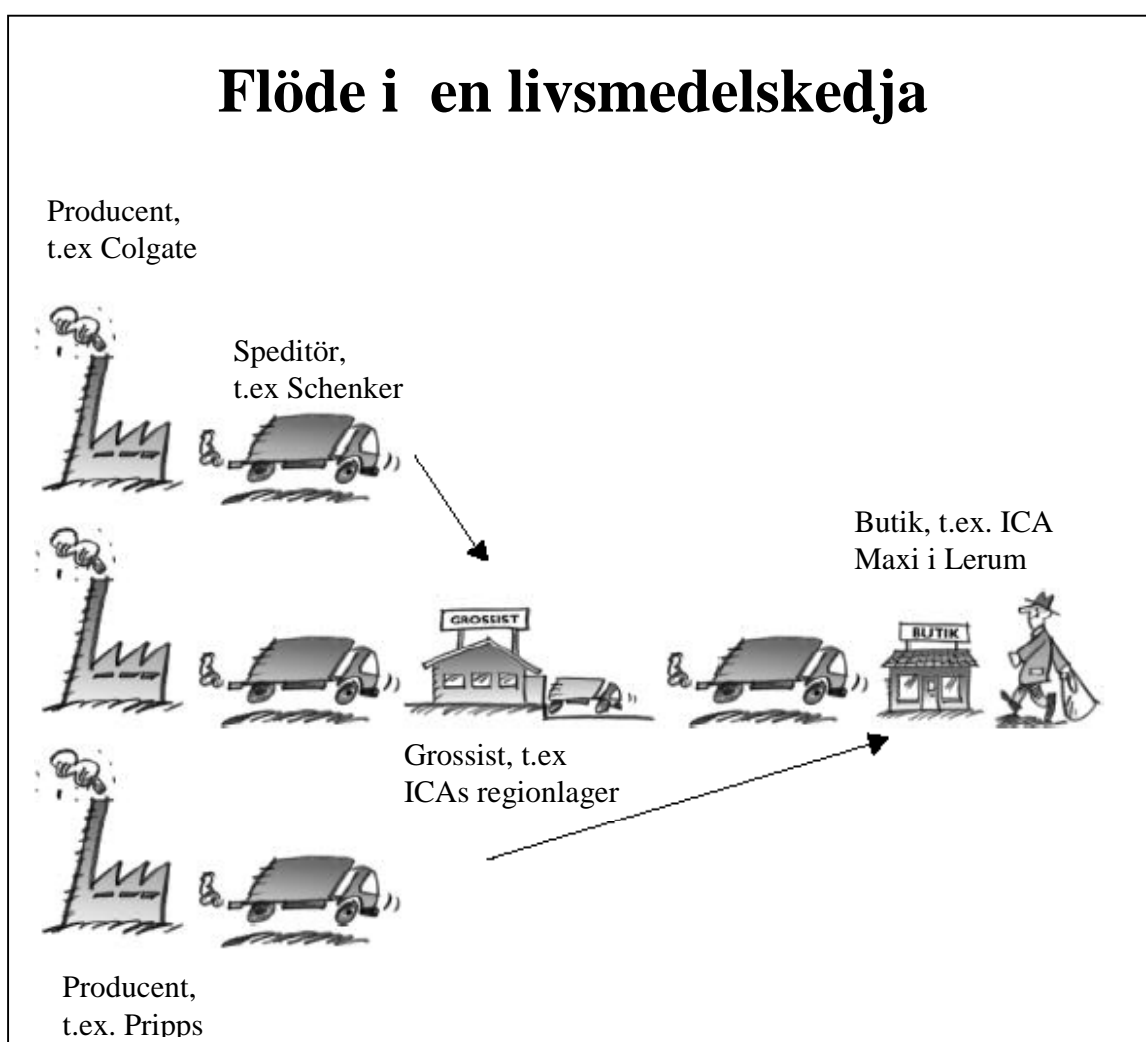 Flöde i en livsmedelskedja
Producent,
t.ex Colgate
Speditör,
t.ex Schenker
Butik, t.ex. ICA
Maxi i Lerum
GROSSIST
BUTIK
Grossist, t.ex
ICAs regionlager
Producent,
t.ex. Pripps